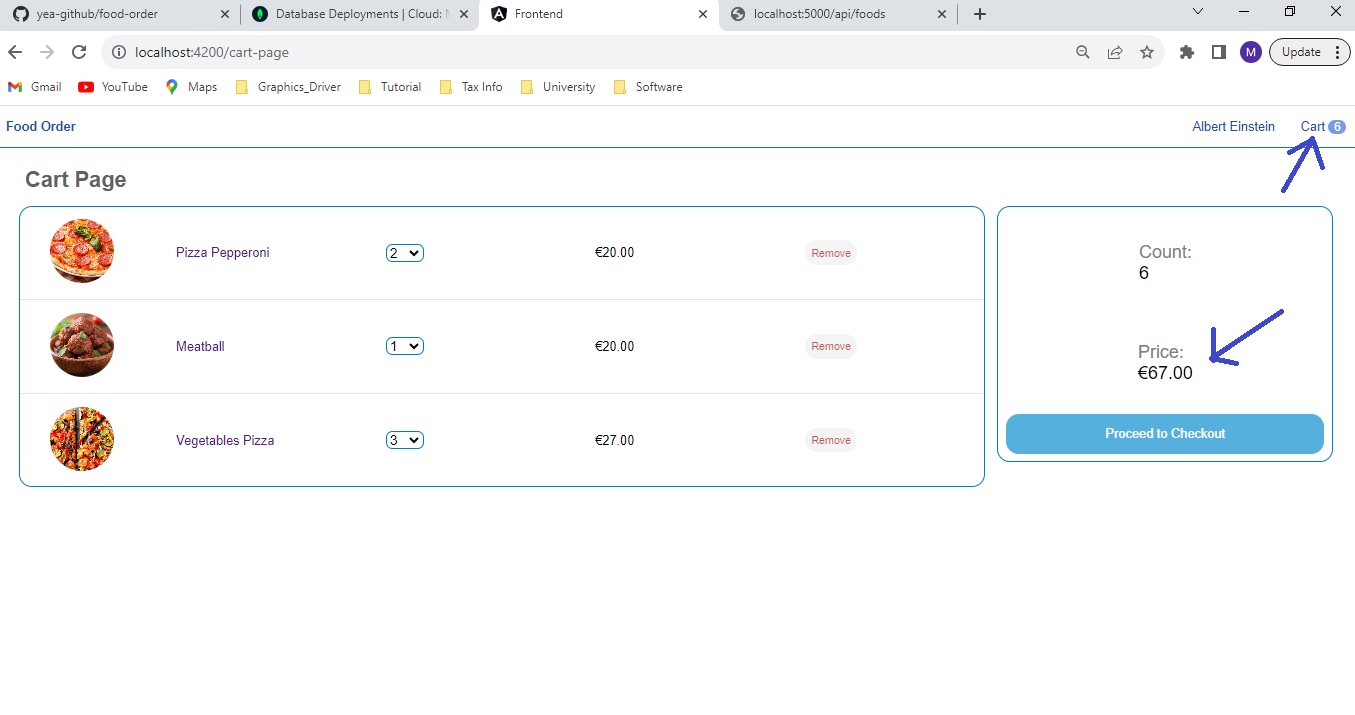 yea-github/food-order
Database Deployments | Cloud:
Frontend
localhost:5000/api/foods
localhost:4200/cart-page
M
Update
Gmail
YouTube
Maps
Graphics_Driver
Tutorial
Tax Info
University
Software
Food Order
Albert Einstein
Cart 6
Cart Page
Pizza Pepperoni
2
€20.00
Remove
Meatball
1
€20.00
Remove
Vegetables Pizza
3
€27.00
Remove
Count:
6
Price:
€67.00
Proceed to Checkout